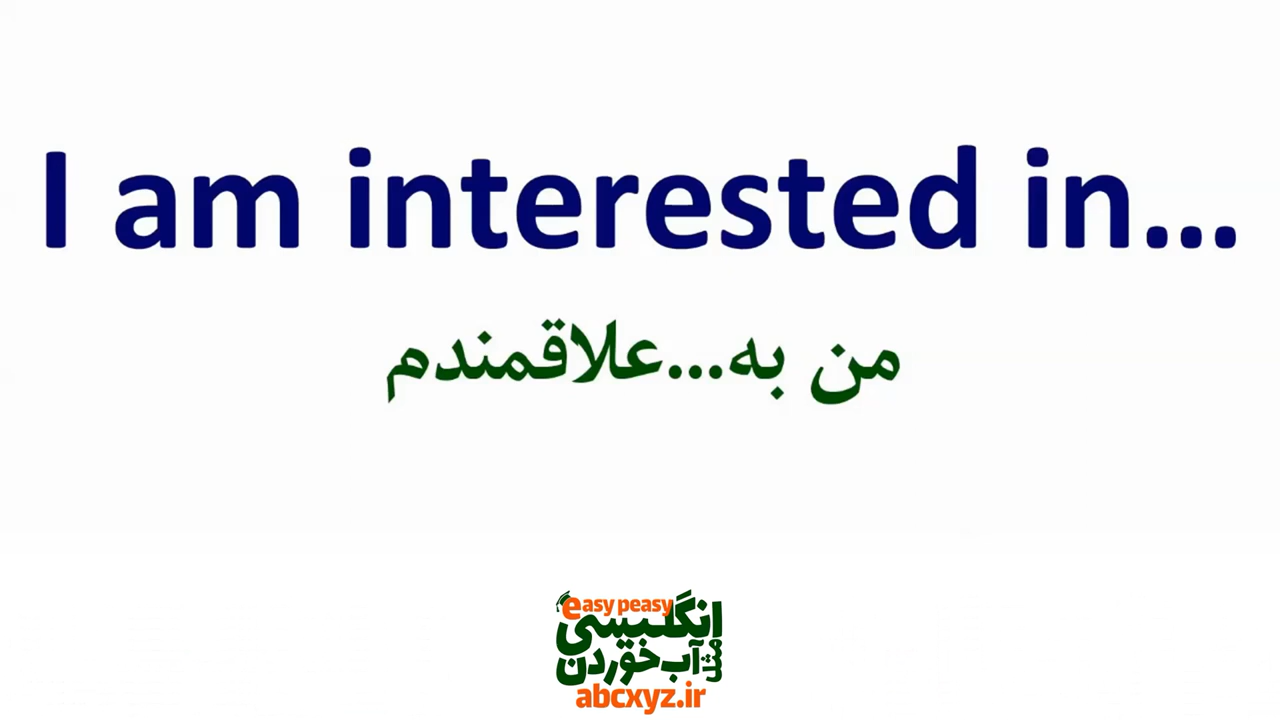 I am interested in...
من به...علاقمندم
easy peasy
انگلیسی
مثل آب خوردن
abcxyz.ir